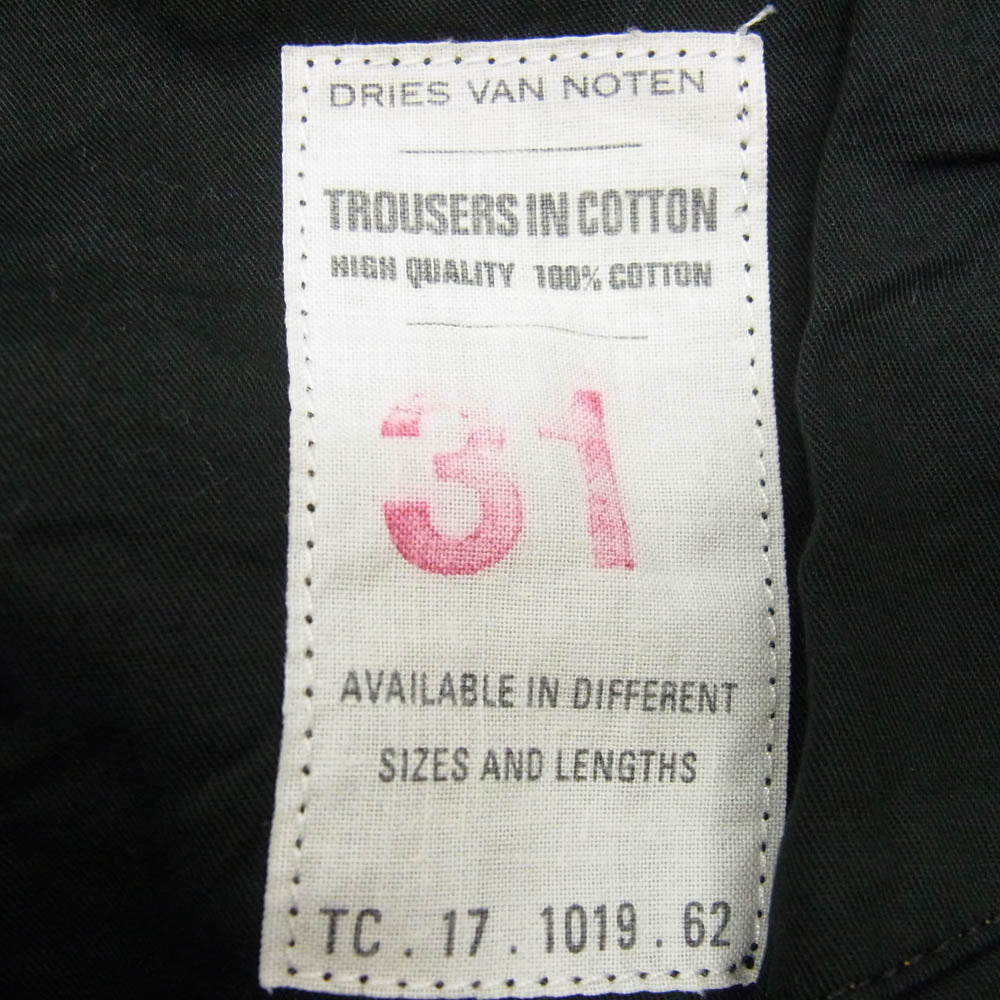 DRIES VAN NOTEN
TROUSERS IN COTTON
HIGH QUALITY 100% COTTON
31
AVAILABLE IN DIFFERENT
SIZES AND LENGTHS
TC . 17 . 1019 . 62